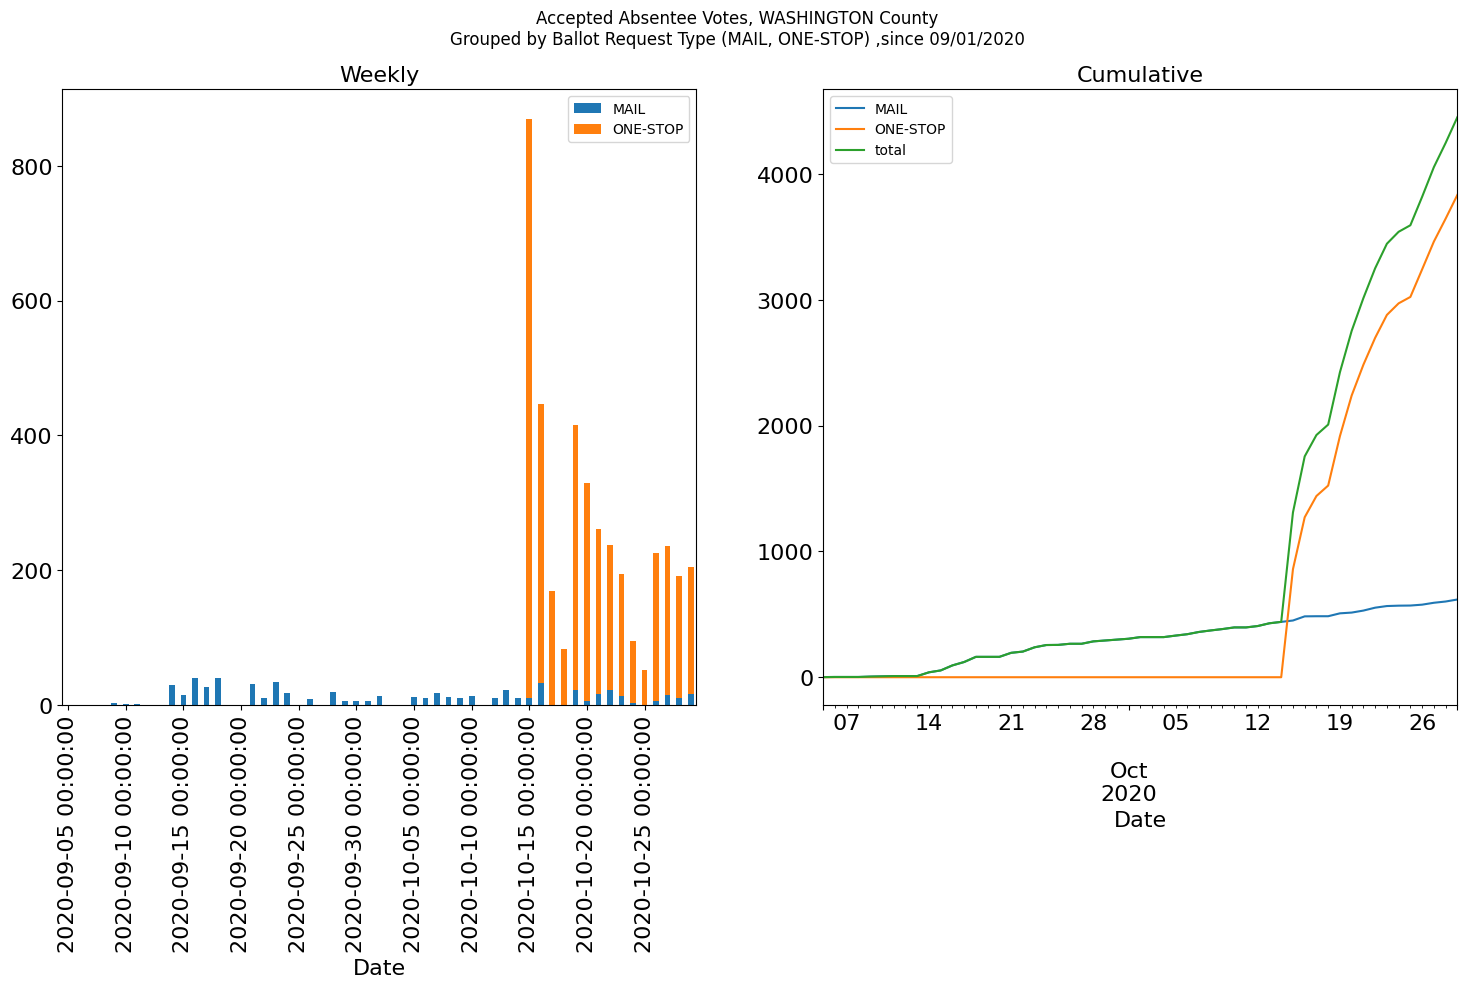 Accepted Absentee Votes, WASHINGTON County
Grouped by Ballot Request Type (MAIL, ONE-STOP) ,since 09/01/2020
Weekly
MAIL
ONE-STOP
800
600
400
200
0
2020-09-05 00:00:00
2020-09-10 00:00:00
2020-09-15 00:00:00
2020-09-20 00:00:00
2020-09-25 00:00:00
2020-09-30 00:00:00
2020-10-05 00:00:00
2020-10-10 00:00:00
2020-10-15 00:00:00
2020-10-20 00:00:00
2020-10-25 00:00:00
Date
Cumulative
MAIL
ONE-STOP
total
4000
3000
2000
1000
0
07 14 21 28 05 12 19 26
Oct
2020
Date